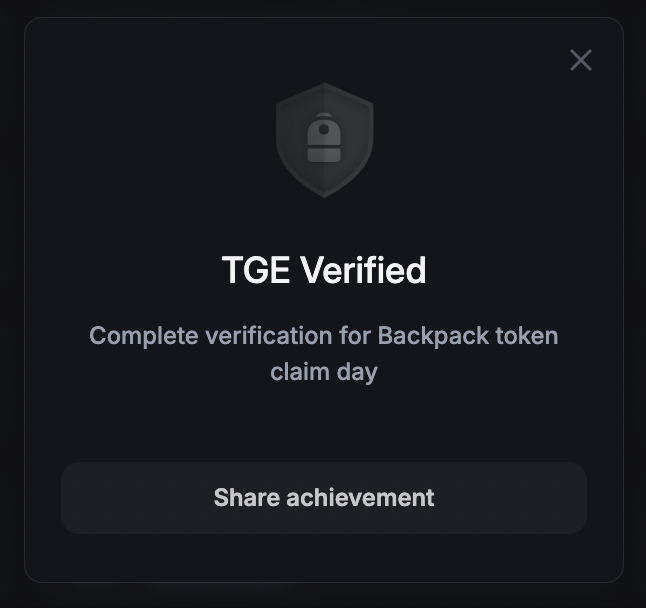 TGE Verified
Complete verification for Backpack token
claim day
Share achievement